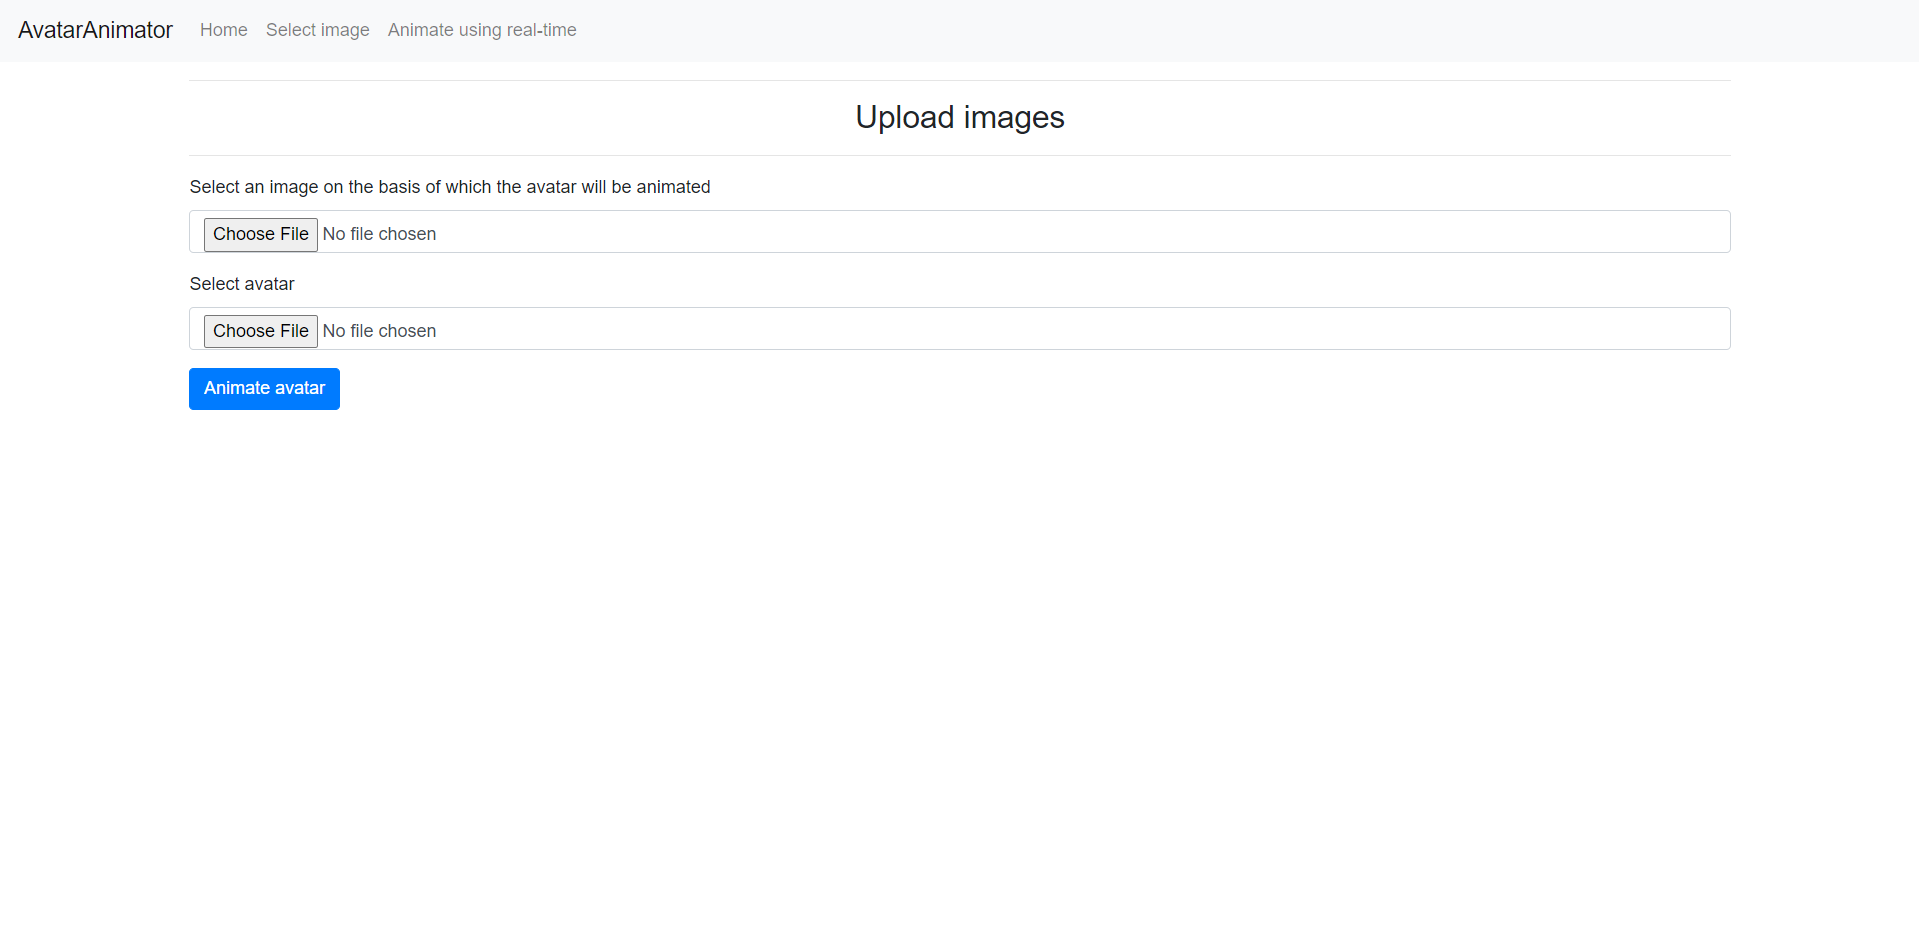 AvatarAnimator Home Select image Animate using real-time
Upload images
Select an image on the basis of which the avatar will be animated
Choose File No file chosen
Select avatar
Choose File No file chosen
Animate avatar